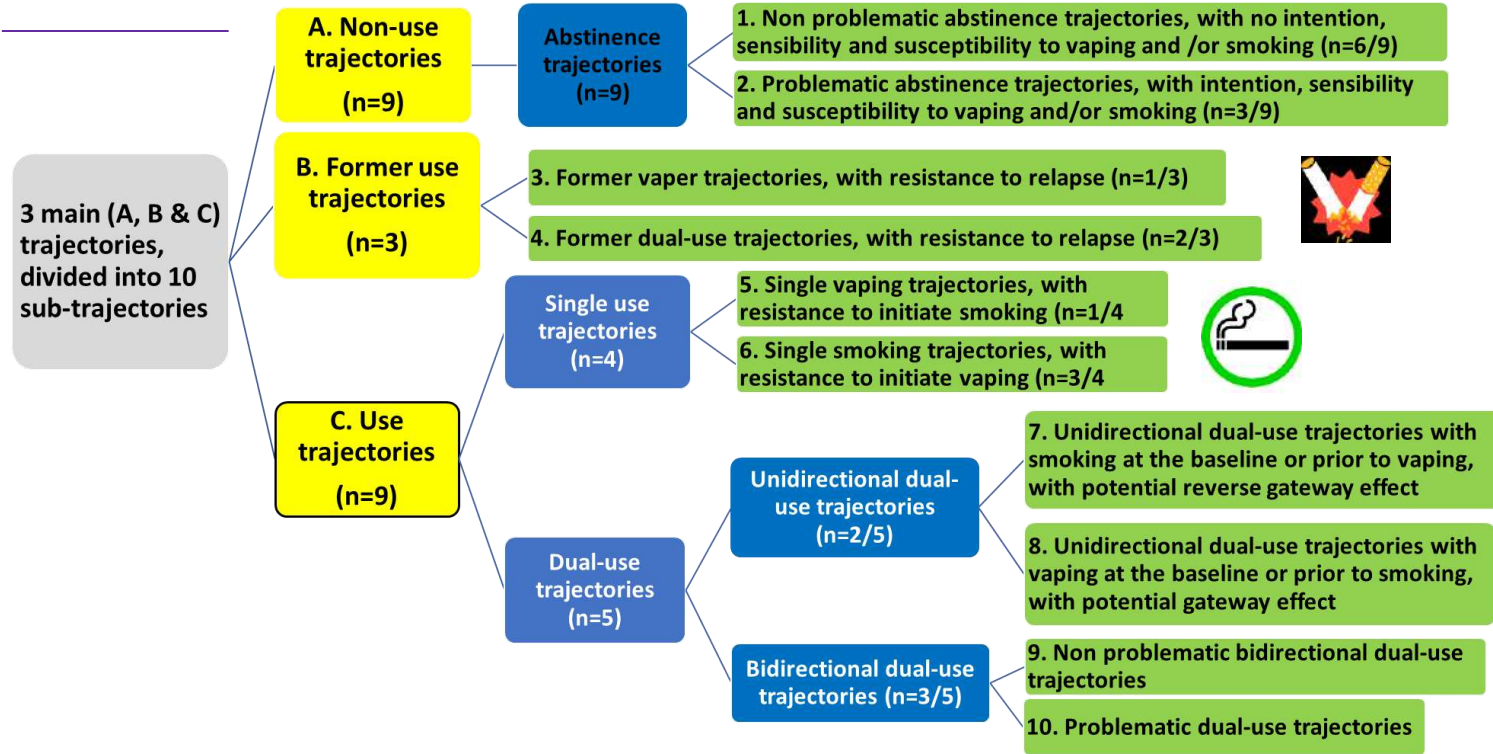 3 main (A, B & C)
trajectories,
divided into 10
sub-trajectories
A. Non-use
trajectories
(n=9)
Abstinence
trajectories
(n=9)
1. Non problematic abstinence trajectories, with no intention,
sensibility and susceptibility to vaping and /or smoking (n=6/9)
2. Problematic abstinence trajectories, with intention, sensibility
and susceptibility to vaping and/or smoking (n=3/9)
B. Former use
trajectories
(n=3)
3. Former vaper trajectories, with resistance to relapse (n=1/3)
4. Former dual-use trajectories, with resistance to relapse (n=2/3)
C. Use
trajectories
(n=9)
Single use
trajectories
(n=4)
5. Single vaping trajectories, with
resistance to initiate smoking (n=1/4
6. Single smoking trajectories, with
resistance to initiate vaping (n=3/4
Dual-use
trajectories
(n=5)
Unidirectional dual-
use trajectories
(n=2/5)
7. Unidirectional dual-use trajectories with
smoking at the baseline or prior to vaping,
with potential reverse gateway effect
8. Unidirectional dual-use trajectories with
vaping at the baseline or prior to smoking,
with potential gateway effect
Bidirectional dual-use
trajectories (n=3/5)
9. Non problematic bidirectional dual-use
trajectories
10. Problematic dual-use trajectories